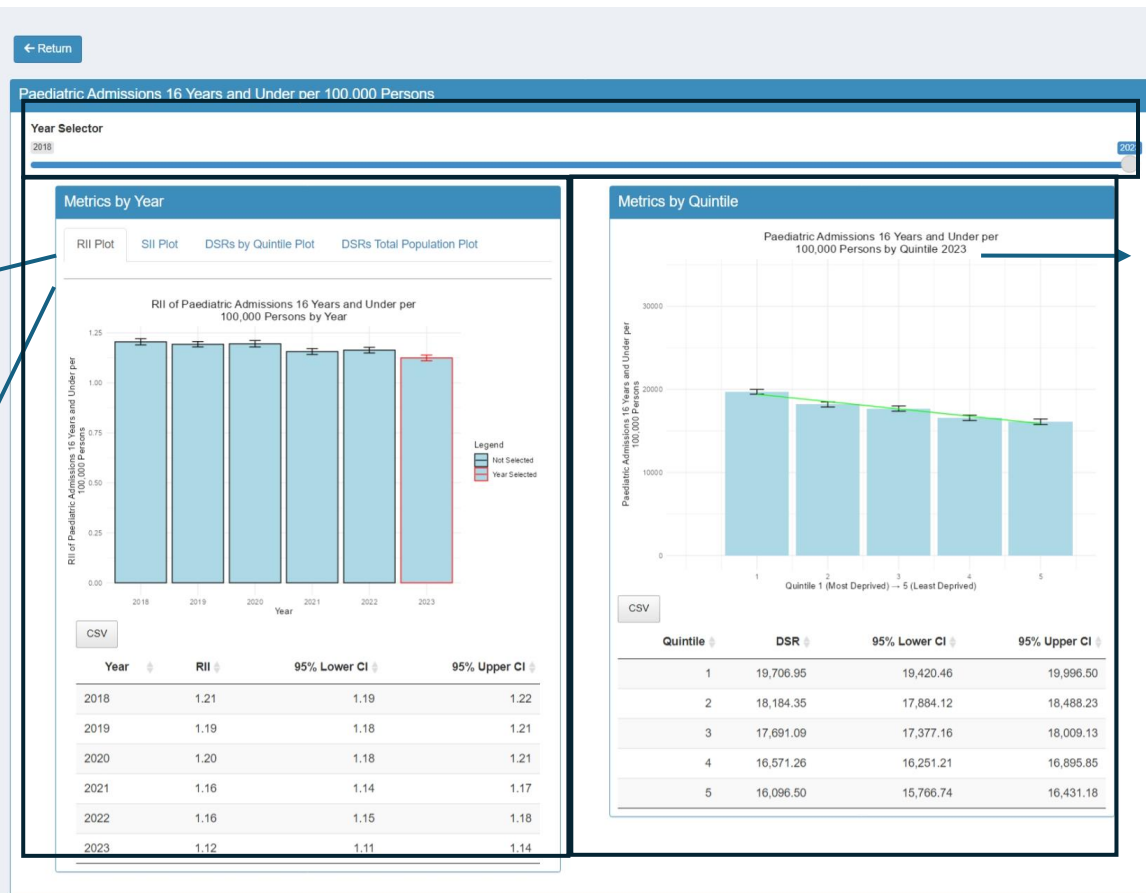 ← Return
Paediatric Admissions 16 Years and Under per 100,000 Persons
Year Selector
2018
Metrics by Year
RII Plot SII Plot DSRs by Quintile Plot DSRs Total Population Plot
RII of Paediatric Admissions 16 Years and Under per
100,000 Persons by Year
RII of Paediatric Admissions 16 Years and Under per
100,000 Persons
1.25
1.00
0.75
0.50
0.25
0.00
2018 2019 2020 2021 2022 2023
Year
Legend
Not Selected
Year Selected
CSV
Year RII 95% Lower CI 95% Upper CI
2018 1.21 1.19 1.22
2019 1.19 1.18 1.21
2020 1.20 1.18 1.21
2021 1.16 1.14 1.17
2022 1.16 1.15 1.18
2023 1.12 1.11 1.14
Metrics by Quintile
Paediatric Admissions 16 Years and Under per
100,000 Persons by Quintile 2023
Paediatric Admissions 16 Years and Under per
100,000 Persons
30000
20000
10000
0
1 2 3 4 5
Quintile 1 (Most Deprived) → 5 (Least Deprived)
CSV
Quintile DSR 95% Lower CI 95% Upper CI
1 19,706.95 19,420.46 19,996.50
2 18,184.35 17,884.12 18,488.23
3 17,691.09 17,377.16 18,009.13
4 16,571.26 16,251.21 16,895.85
5 16,096.50 15,766.74 16,431.18